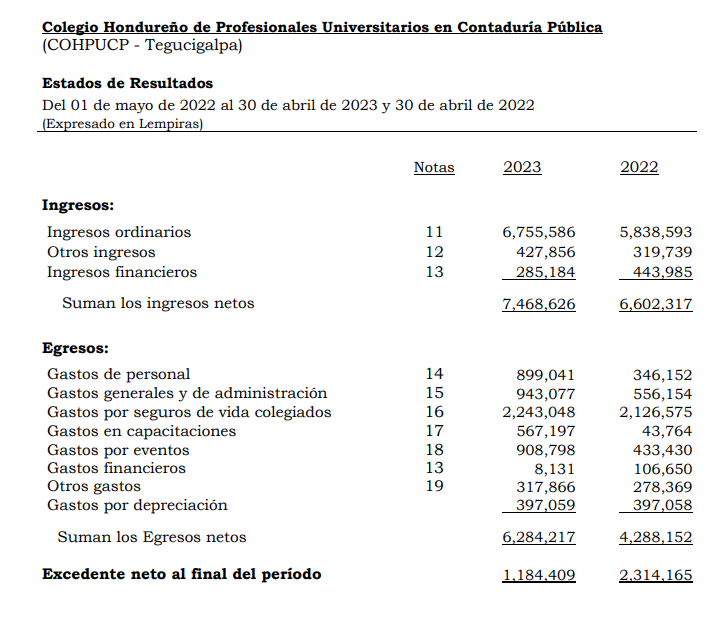 Colegio Hondureño de Profesionales Universitarios en Contaduría Pública
(COHPUCP - Tegucigalpa)
Estados de Resultados
Del 01 de mayo de 2022 al 30 de abril de 2023 y 30 de abril de 2022
(Expresado en Lempiras)
Notas 2023 2022
Ingresos:
Ingresos ordinarios 11 6,755,586 5,838,593
Otros ingresos 12 427,856 319,739
Ingresos financieros 13 285,184 443,985
Suman los ingresos netos 7,468,626 6,602,317
Egresos:
Gastos de personal 14 899,041 346,152
Gastos generales y de administración 15 943,077 556,154
Gastos por seguros de vida colegiados 16 2,243,048 2,126,575
Gastos en capacitaciones 17 567,197 43,764
Gastos por eventos 18 908,798 433,430
Gastos financieros 13 8,131 106,650
Otros gastos 19 317,866 278,369
Gastos por depreciación 397,059 397,058
Suman los Egresos netos 6,284,217 4,288,152
Excedente neto al final del período 1,184,409 2,314,165